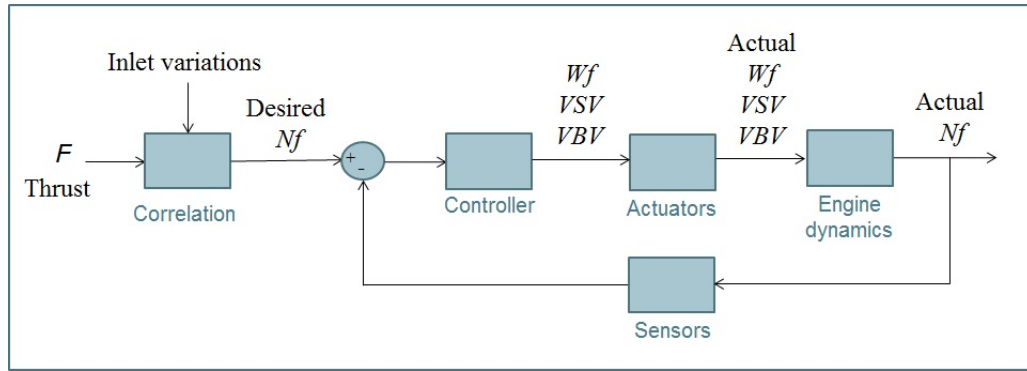 Inlet variations
F
Thrust
Correlation
Desired
Nf
+
-
Controller
Wf
VSV
VBV
Actuators
Actual
Wf
VSV
VBV
Engine
dynamics
Actual
Nf
Sensors